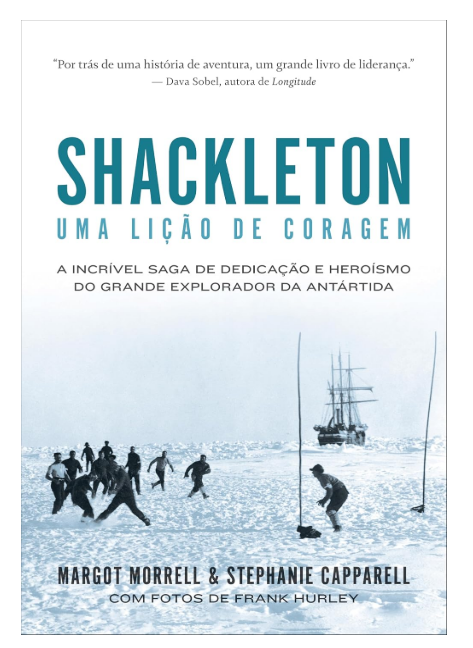 “Por trás de uma história de aventura, um grande livro de liderança.”
— Dava Sobel, autora de Longitude
SHACKLETON
UMA LIÇÃO DE CORAGEM
A INCRÍVEL SAGA DE DEDICAÇÃO E HEROÍSMO
DO GRANDE EXPLORADOR DA ANTÁRTIDA
MARGOT MORRELL & STEPHANIE CAPPARELL
COM FOTOS DE FRANK HURLEY